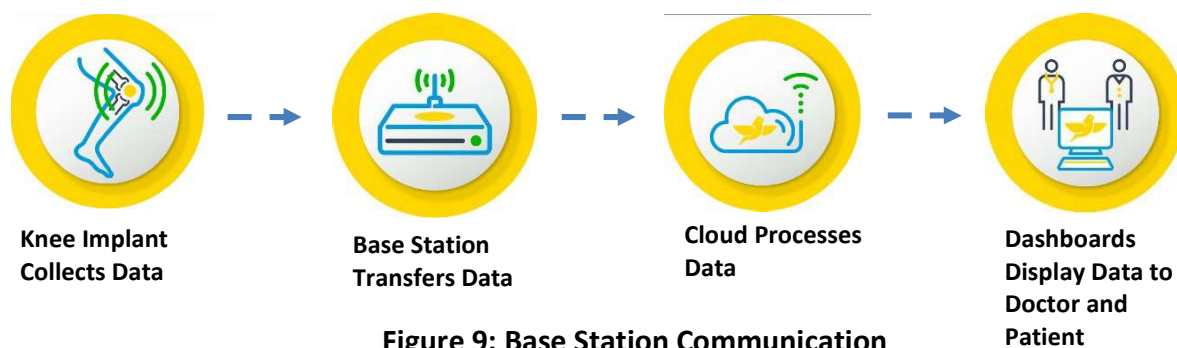 Knee Implant
Collects Data
Base Station
Transfers Data
Cloud Processes
Data
Dashboards
Display Data to
Doctor and
Patient
Figure 9: Base Station Communication